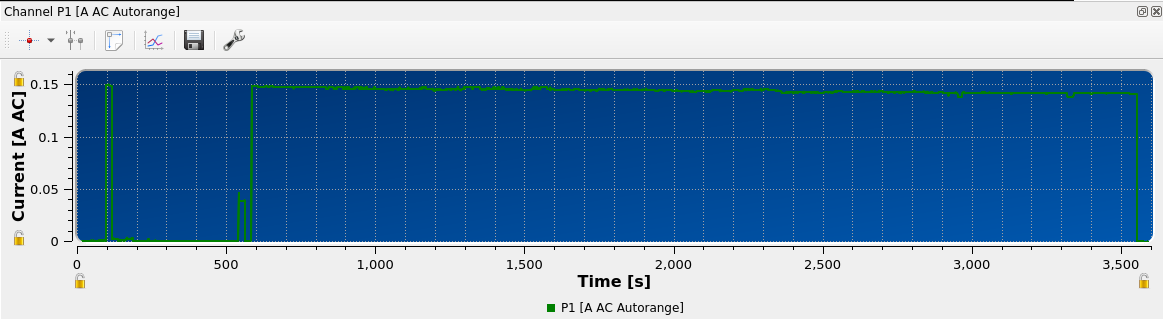 Channel P1 [A AC Autorange]
0.15
0.1
0.05
0
Current [A AC]
0 500 1,000 1,500 2,000 2,500 3,000 3,500
Time [s]
P1 [A AC Autorange]